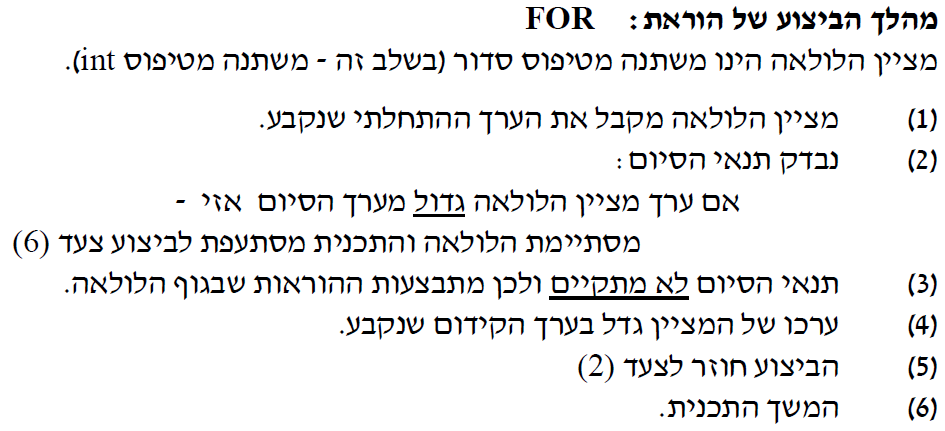 מהלך הביצוע של הוראת: FOR
מציין הלולאה הינו משתנה מטיפוס סדור (בשלב זה - משתנה מטיפוס int).
(1) מציין הלולאה מקבל את הערך ההתחלתי שנקבע.
(2) נבדק תנאי הסיום:
אם ערך מציין הלולאה גדול מערך הסיום אזי -
מסתיימת הלולאה והתכנית מסתעפת לביצוע צעד (6)
(3) תנאי הסיום לא מתקיים ולכן מתבצעות ההוראות שבגוף הלולאה.
(4) ערכו של המציין גדל בערך הקידום שנקבע.
(5) הביצוע חוזר לצעד (2)
(6) המשך התכנית.